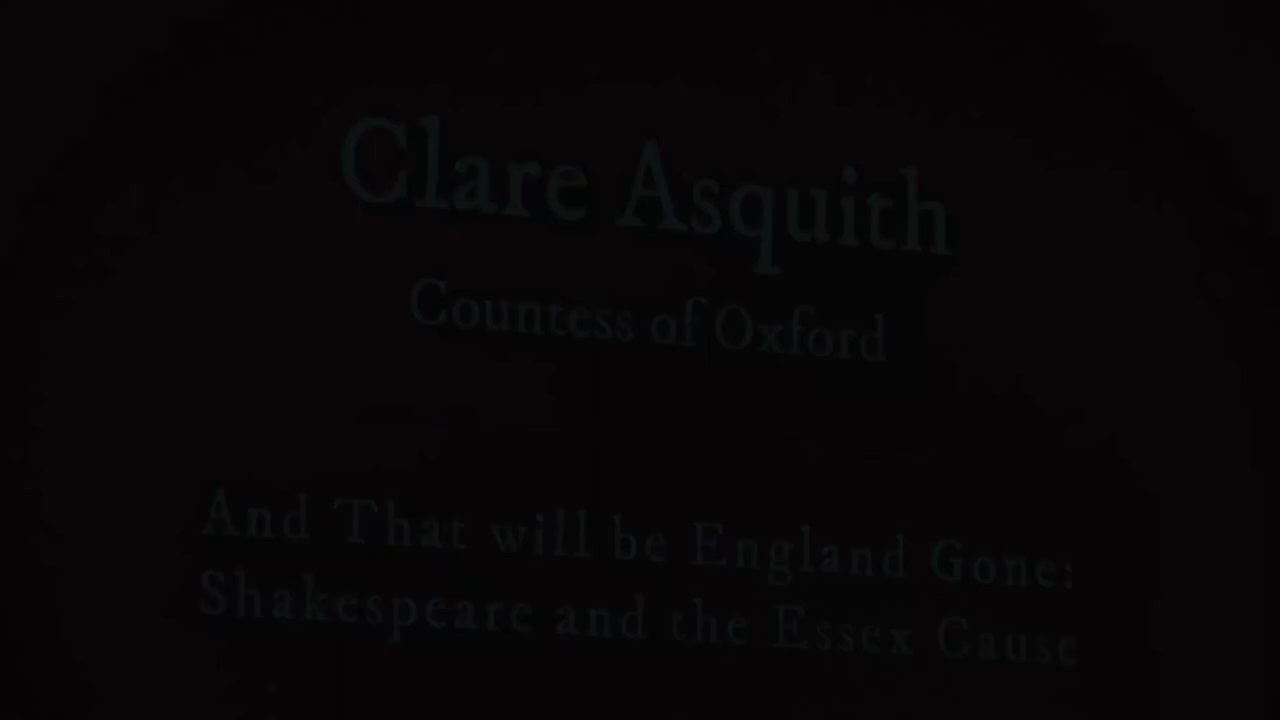 Clare Asquith
Countess of Oxford
And That will be England Gone:
Shakespeare and the Essex Cause